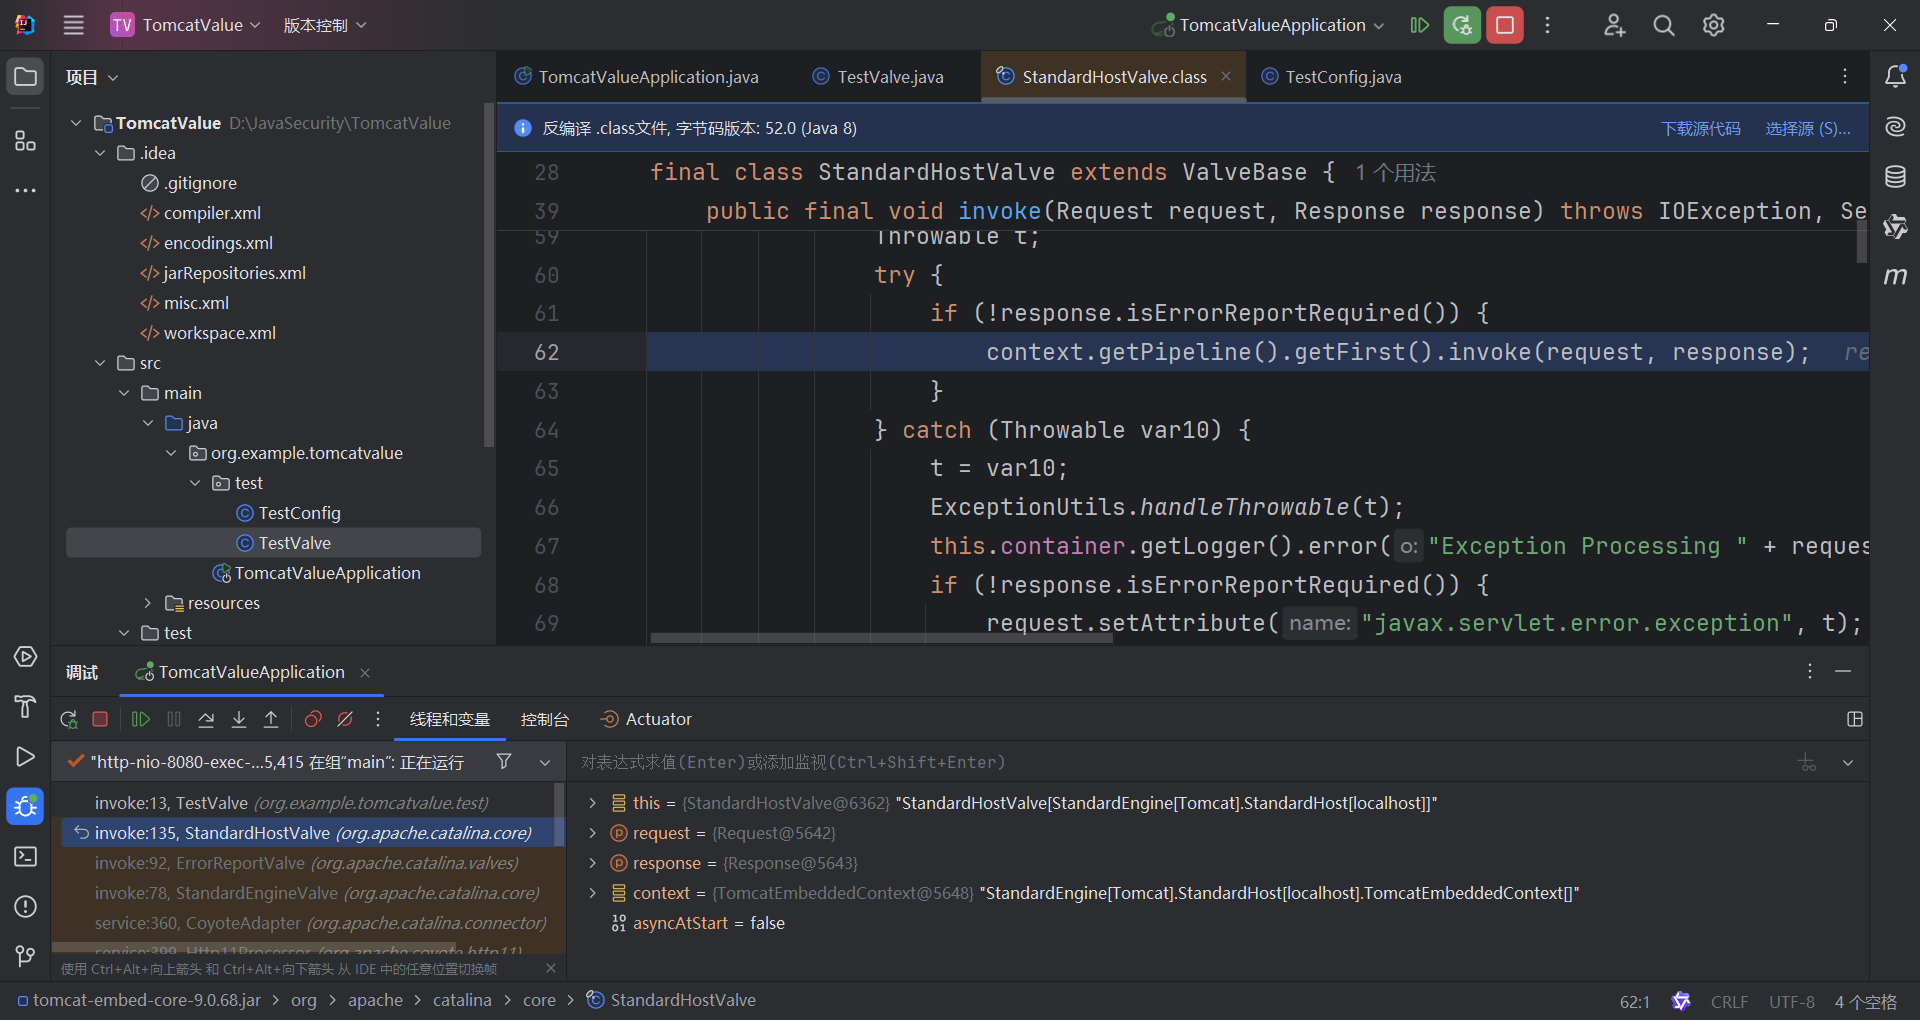 TV TomcatValue 版本控制 TomcatValueApplication
项目
TomcatValue D:\JavaSecurity\TomcatValue
.idea
.gitignore
compiler.xml
encodings.xml
jarRepositories.xml
misc.xml
workspace.xml
src
main
java
org.example.tomcatvalue
test
TestConfig
TestValve
TomcatValueApplication
resources
test
TomcatValueApplication.java TestValve.java StandardHostValve.class TestConfig.java
反编译 .class文件, 字节码版本: 52.0 (Java 8) 下载源代码 选择源 (S)...
28 final class StandardHostValve extends ValveBase { 1 个用法
39 public final void invoke(Request request, Response response) throws IOException, Se
59 Throwable t;
60 try {
61 if (!response.isErrorReportRequired()) {
62 context.getPipeline().getFirst().invoke(request, response); re
63 }
64 } catch (Throwable var10) {
65 t = var10;
66 ExceptionUtils.handleThrowable(t);
67 this.container.getLogger().error( o: "Exception Processing " + reques
68 if (!response.isErrorReportRequired()) {
69 request.setAttribute( name: "javax.servlet.error.exception", t);
调试 TomcatValueApplication
线程和变量 控制台 Actuator
"http-nio-8080-exec-...5,415 在组"main": 正在运行
invoke:13, TestValve (org.example.tomcatvalue.test)
invoke:135, StandardHostValve (org.apache.catalina.core)
invoke:92, ErrorReportValve (org.apache.catalina.valves)
invoke:78, StandardEngineValve (org.apache.catalina.core)
service:360, CoyoteAdapter (org.apache.catalina.connector)
service:399, Http11Processor (org.apache.coyote.http11)
使用 Ctrl+Alt+向上箭头 和 Ctrl+Alt+向下箭头 从 IDE 中的任意位置切换帧
对表达式求值(Enter)或添加监视(Ctrl+Shift+Enter)
this = {StandardHostValve@6362} "StandardHostValve[StandardEngine[Tomcat].StandardHost[localhost]]"
request = {Request@5642}
response = {Response@5643}
context = {TomcatEmbeddedContext@5648} "StandardEngine[Tomcat].StandardHost[localhost].TomcatEmbeddedContext[]"
asyncAtStart = false
tomcat-embed-core-9.0.68.jar > org > apache > catalina > core > StandardHostValve
62:1 CRLF UTF-8 4 个空格